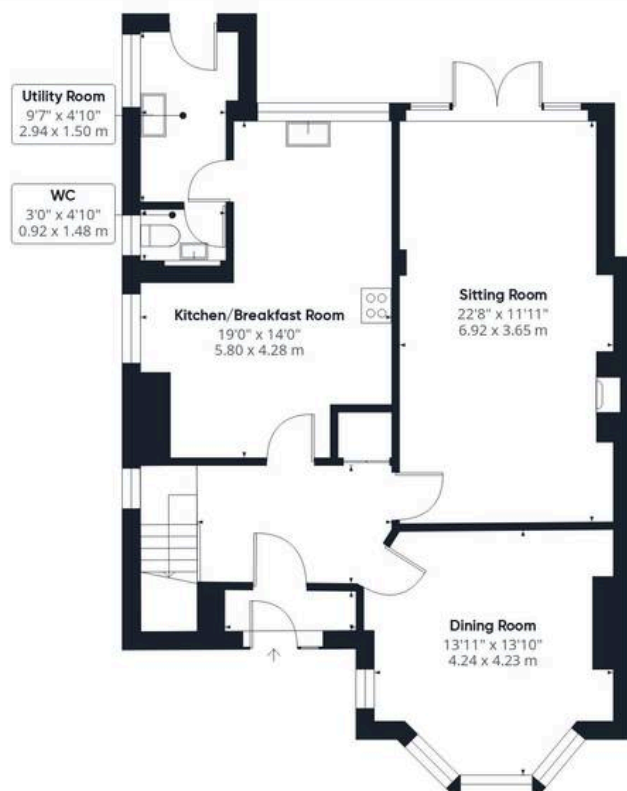 Utility Room
9'7" x 4'10"
2.94 x 1.50 m
WC
3'0" x 4'10"
0.92 x 1.48 m
Kitchen/Breakfast Room
19'0" x 14'0"
5.80 x 4.28 m
Sitting Room
22'8" x 11'11"
6.92 x 3.65 m
Dining Room
13'11" x 13'10"
4.24 x 4.23 m